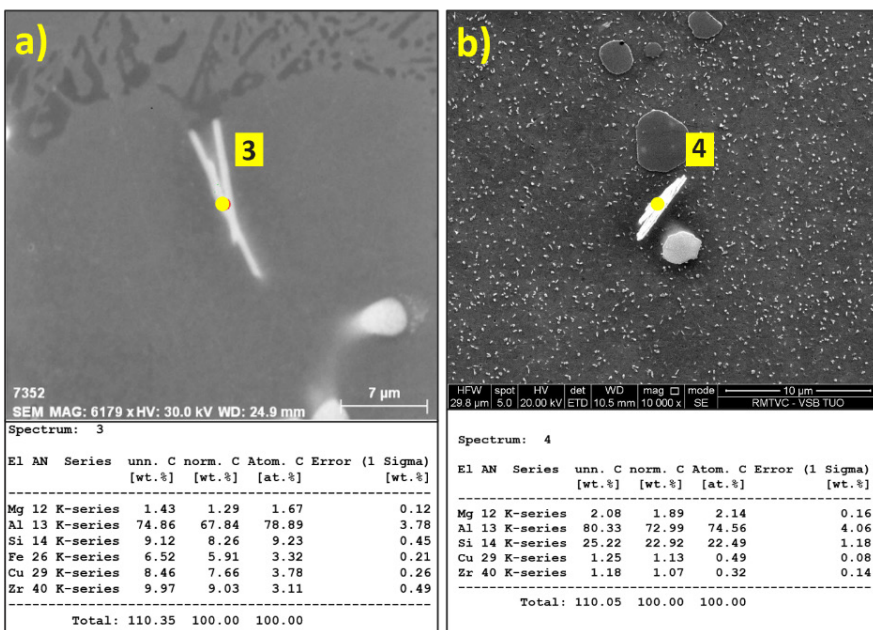 a)
3
7352
7 µm
SEM MAG: 6179 x HV: 30.0 kV WD: 24.9 mm
Spectrum: 3
El AN Series unn. C norm. C Atom. C Error (1 Sigma)
[wt.%] [wt.%] [at.%] [wt.%]
Mg 12 K-series 1.43 1.29 1.67 0.12
Al 13 K-series 74.86 67.84 78.89 3.78
Si 14 K-series 9.12 8.26 9.23 0.45
Fe 26 K-series 6.52 5.91 3.32 0.21
Cu 29 K-series 8.46 7.66 3.78 0.26
Zr 40 K-series 9.97 9.03 3.11 0.49
Total: 110.35 100.00 100.00
b)
4
HFW spot HV det WD mag □ mode 10 µm
29.8 µm 5.0 20.00 kV ETD 10.5 mm 10 000 x SE RMTVC - VSB TUO
Spectrum: 4
El AN Series unn. C norm. C Atom. C Error (1 Sigma)
[wt.%] [wt.%] [at.%] [wt.%]
Mg 12 K-series 2.08 1.89 2.14 0.16
Al 13 K-series 80.33 72.99 74.56 4.06
Si 14 K-series 25.22 22.92 22.49 1.18
Cu 29 K-series 1.25 1.13 0.49 0.08
Zr 40 K-series 1.18 1.07 0.32 0.14
Total: 110.05 100.00 100.00